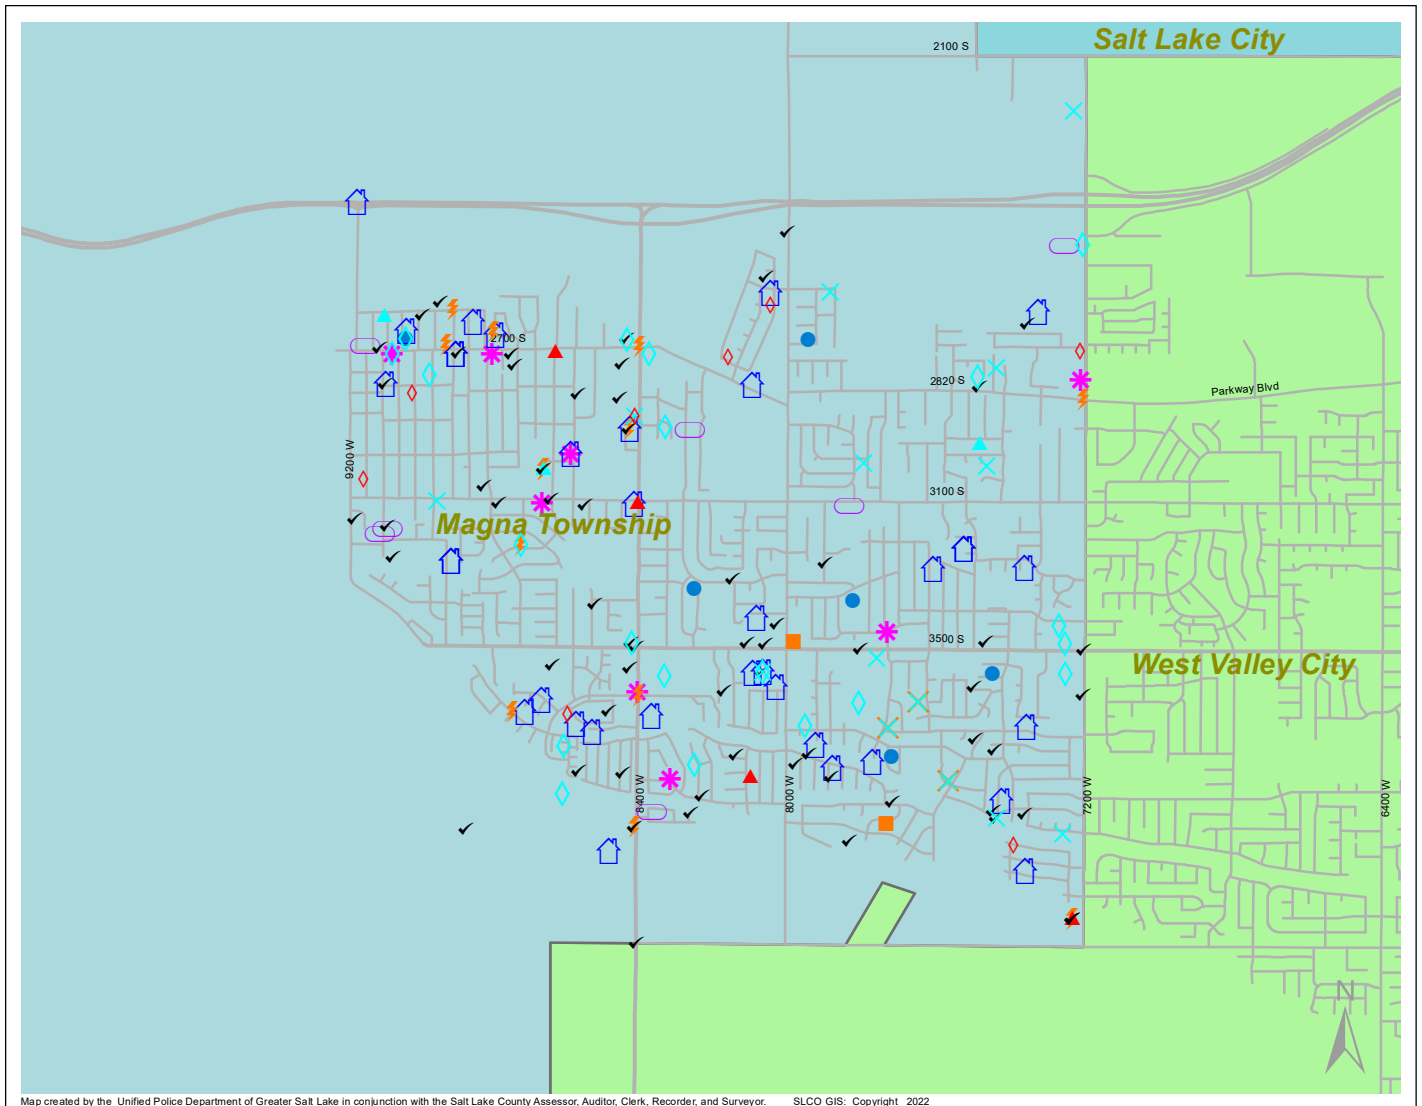 Salt Lake City
2100 S
2700 S
2820 S
Parkway Blvd
9200 W
3100 S
Magna Township
3500 S
West Valley City
8400 W
8000 W
7200 W
6400 W
N
Map created by the Unified Police Department of Greater Salt Lake in conjunction with the Salt Lake County Assessor, Auditor, Clerk, Recorder, and Surveyor. SLCO GIS: Copyright 2022